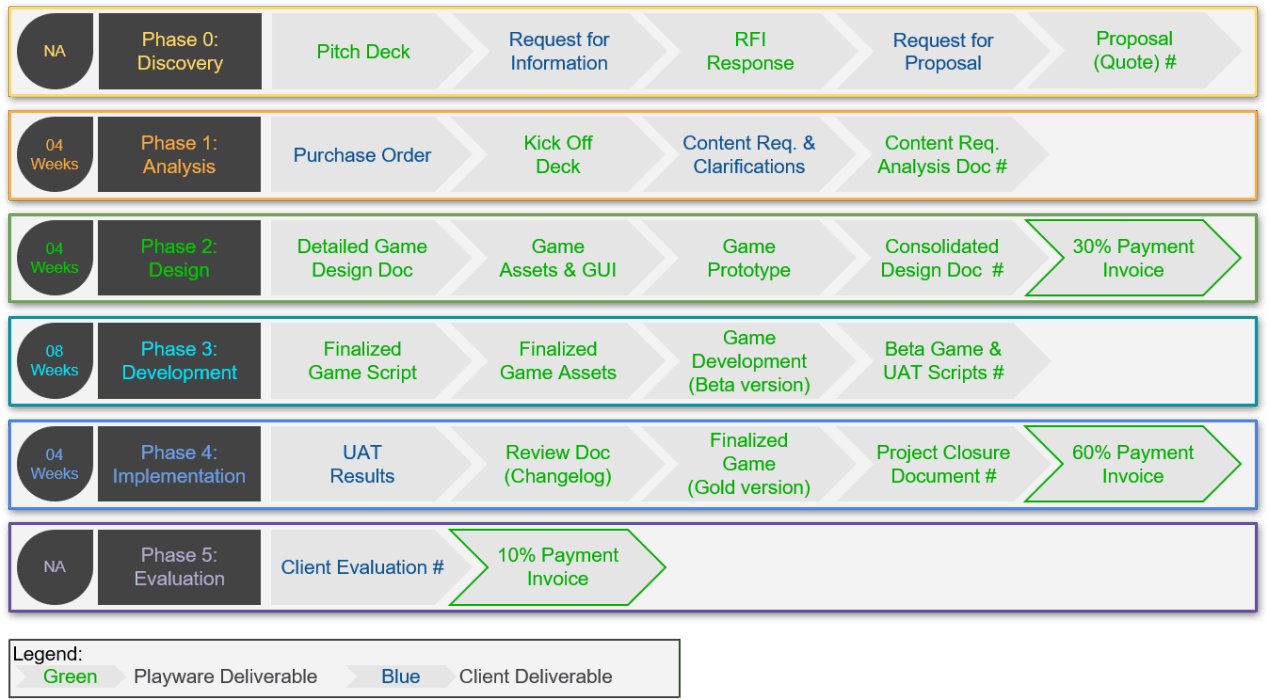 NA
Phase 0:
Discovery
Pitch Deck
Request for
Information
RFI
Response
Request for
Proposal
Proposal
(Quote) #
04
Weeks
Phase 1:
Analysis
Purchase Order
Kick Off
Deck
Content Req. &
Clarifications
Content Req.
Analysis Doc #
04
Weeks
Phase 2:
Design
Detailed Game
Design Doc
Game
Assets & GUI
Game
Prototype
Consolidated
Design Doc #
30% Payment
Invoice
08
Weeks
Phase 3:
Development
Finalized
Game Script
Finalized
Game Assets
Game
Development
(Beta version)
Beta Game &
UAT Scripts #
04
Weeks
Phase 4:
Implementation
UAT
Results
Review Doc
(Changelog)
Finalized
Game
(Gold version)
Project Closure
Document #
60% Payment
Invoice
NA
Phase 5:
Evaluation
Client Evaluation #
10% Payment
Invoice
Legend:
Green
Playware Deliverable
Blue
Client Deliverable